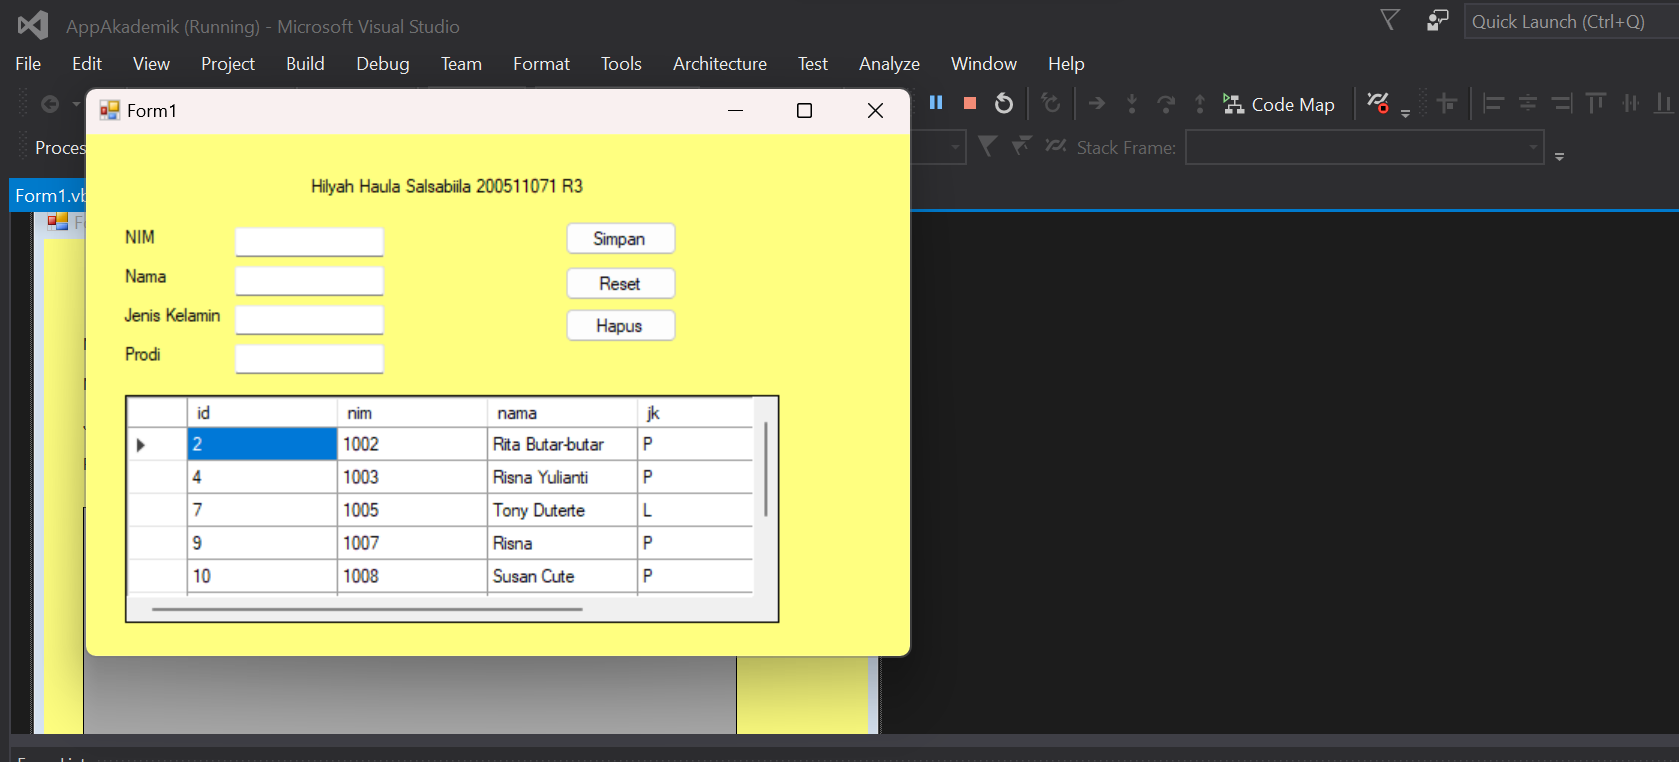 AppAkademik (Running) - Microsoft Visual Studio
Quick Launch (Ctrl+Q)
File Edit View Project Build Debug Team Format Tools Architecture Test Analyze Window Help
Form1
Code Map
Stack Frame:
Hilyah Haula Salsabiila 200511071 R3
NIM
Simpan
Nama
Reset
Jenis Kelamin
Hapus
Prodi
id nim nama jk
2 1002 Rita Butar-butar P
4 1003 Risna Yulianti P
7 1005 Tony Duterte L
9 1007 Risna P
10 1008 Susan Cute P